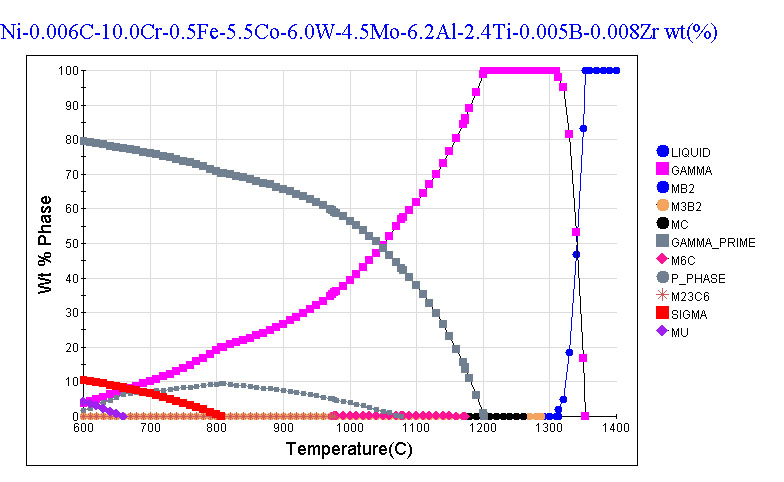 Ni-0.006C-10.0Cr-0.5Fe-5.5Co-6.0W-4.5Mo-6.2Al-2.4Ti-0.005B-0.008Zr wt(%)
100
90
80
70
60
50
40
30
20
10
0
Wt % Phase
600 700 800 900 1000 1100 1200 1300 1400
Temperature(C)
LIQUID
GAMMA
MB2
M3B2
MC
GAMMA_PRIME
M6C
P_PHASE
M23C6
SIGMA
MU